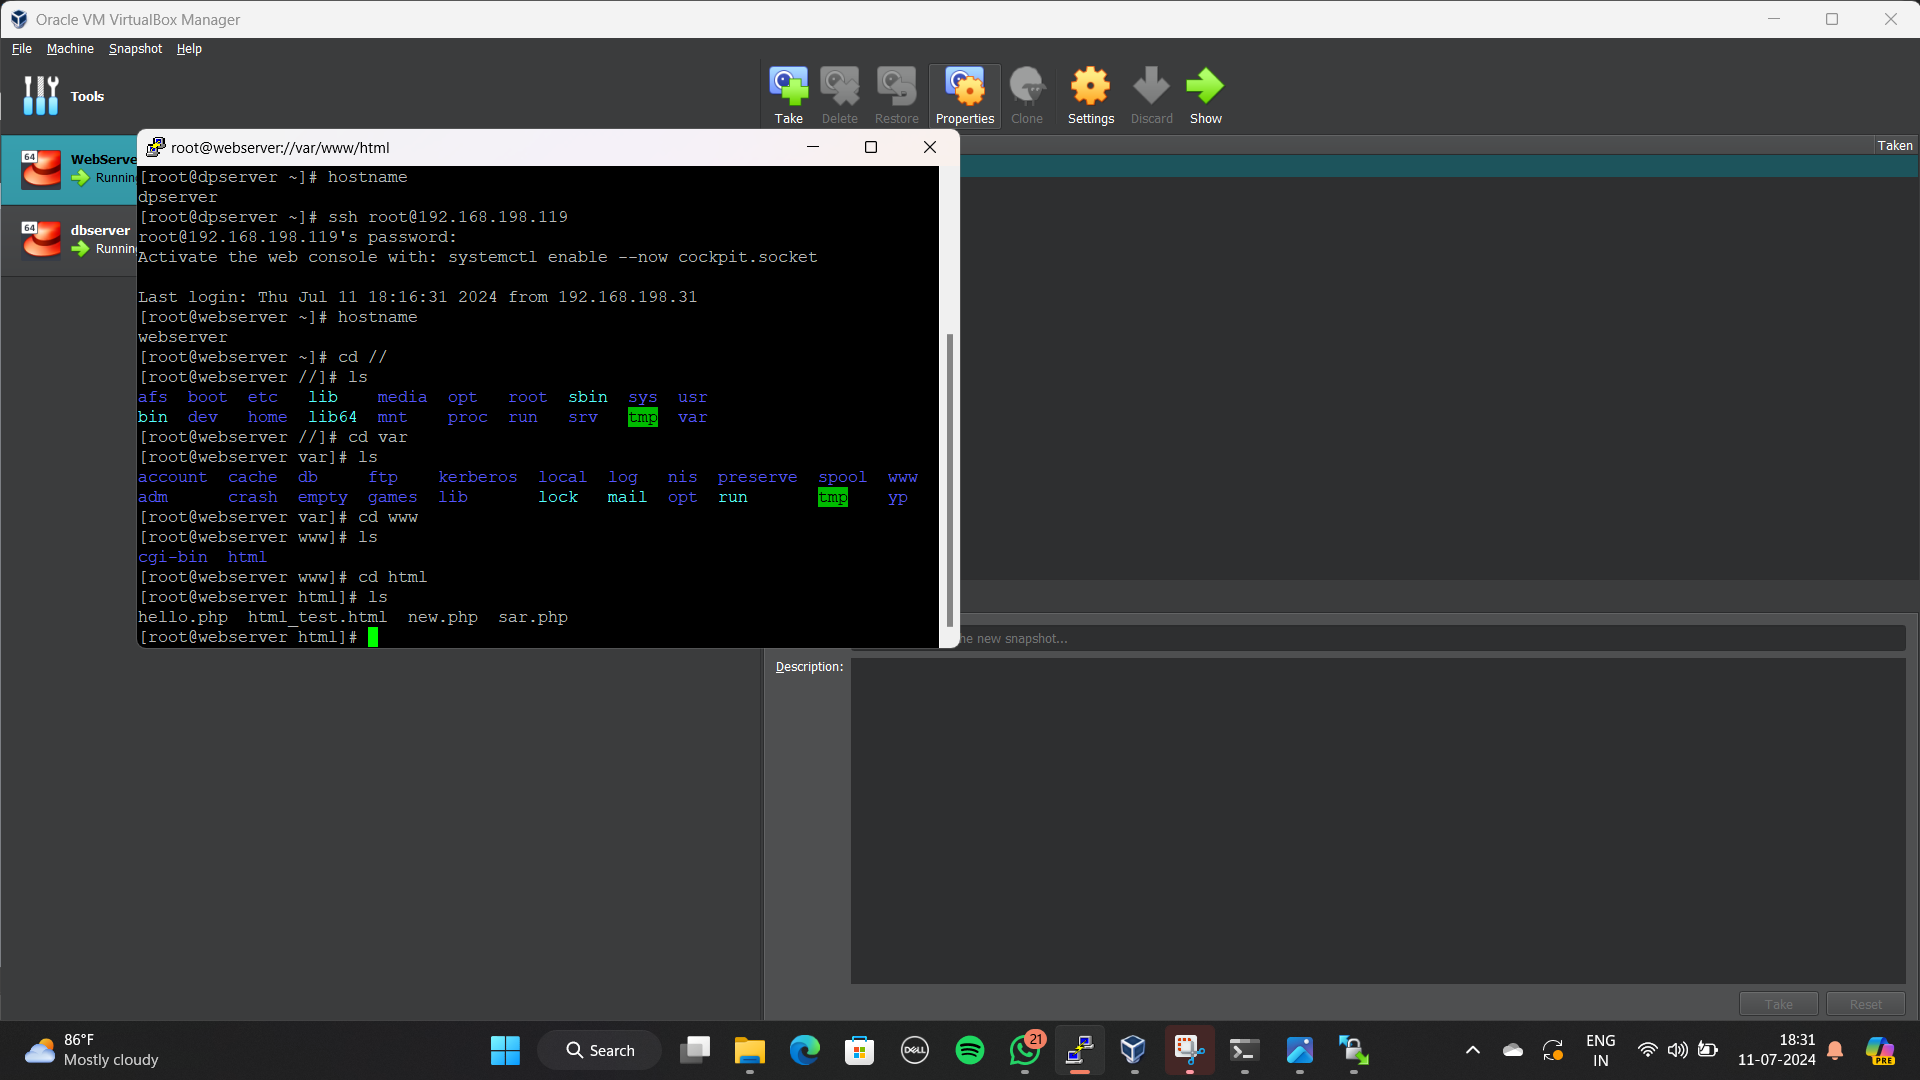 Oracle VM VirtualBox Manager
File Machine Snapshot Help
Tools
Take Delete Restore Properties Clone Settings Discard Show
Taken
64 WebServe
Running
64 dbserver
Running
root@webserver://var/www/html
[root@dpserver ~]# hostname
dpserver
[root@dpserver ~]# ssh root@192.168.198.119
root@192.168.198.119's password:
Activate the web console with: systemctl enable --now cockpit.socket
Last login: Thu Jul 11 18:16:31 2024 from 192.168.198.31
[root@webserver ~]# hostname
webserver
[root@webserver ~]# cd //
[root@webserver //]# ls
afs boot etc lib media opt root sbin sys usr
bin dev home lib64 mnt proc run srv tmp var
[root@webserver //]# cd var
[root@webserver var]# ls
account cache db ftp kerberos local log nis preserve spool www
adm crash empty games lib lock mail opt run tmp yp
[root@webserver var]# cd www
[root@webserver www]# ls
cgi-bin html
[root@webserver www]# cd html
[root@webserver html]# ls
hello.php html_test.html new.php sar.php
[root@webserver html]#
he new snapshot...
Description:
Take Reset
86°F
Mostly cloudy
Search
DELL
21
ENG
IN
18:31
11-07-2024
PRE